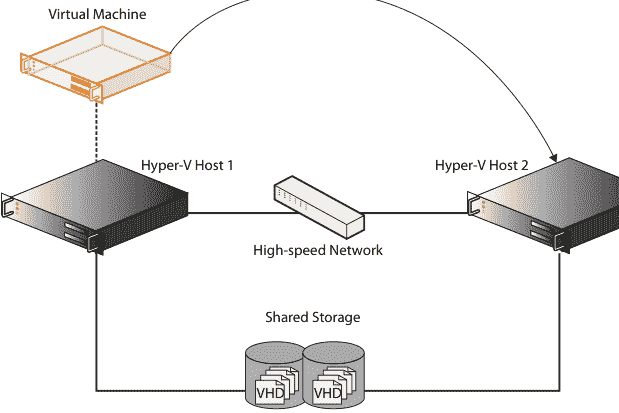 Virtual Machine
Hyper-V Host 1
Hyper-V Host 2
High-speed Network
Shared Storage
VHD
VHD